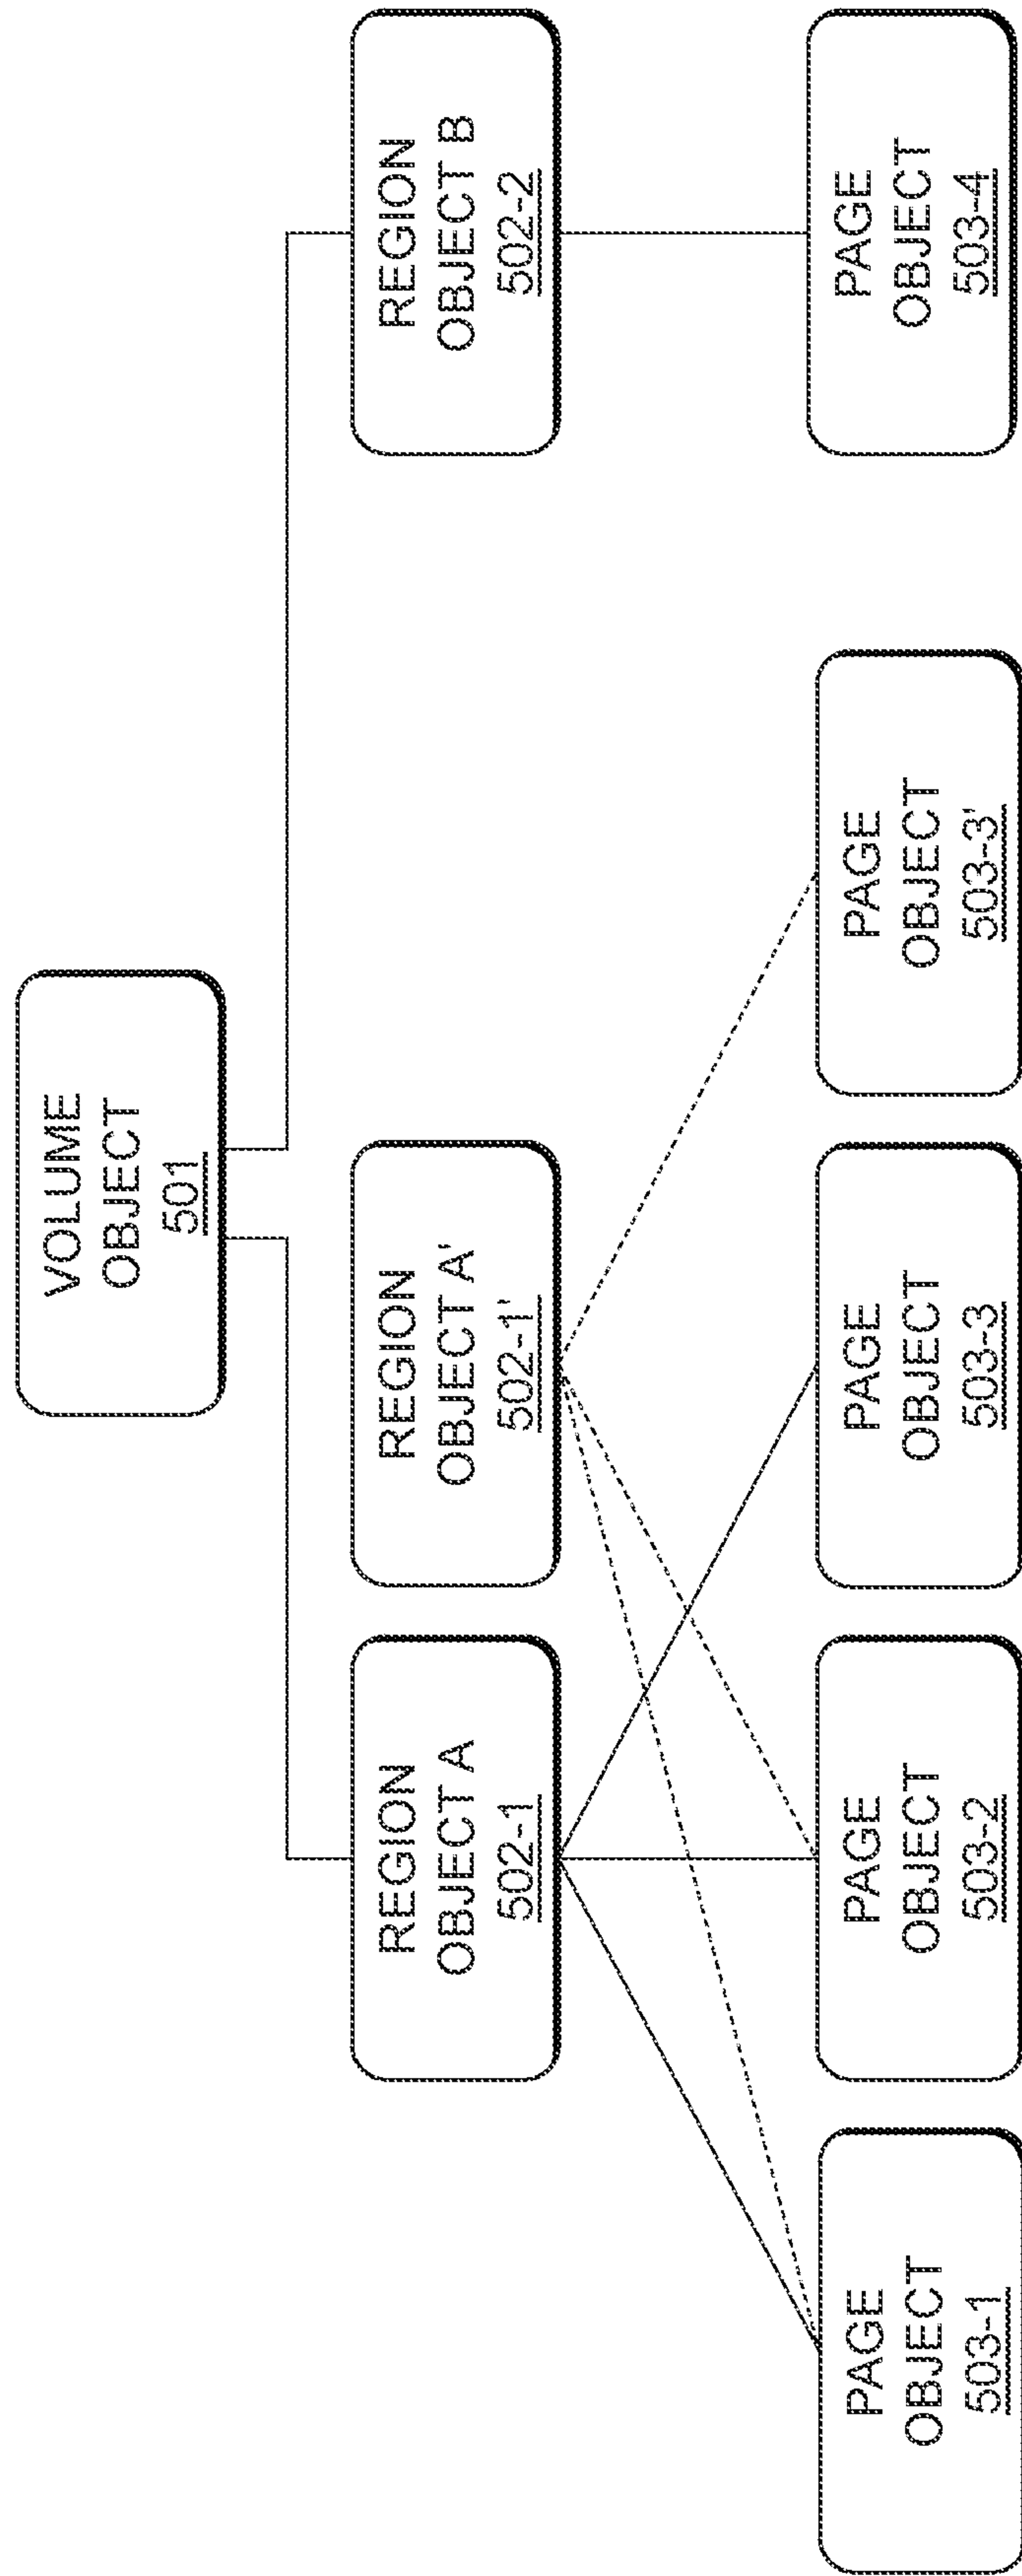 VOLUME
OBJECT
501
REGION
OBJECT A
502-1
REGION
OBJECT A'
502-1'
REGION
OBJECT B
502-2
PAGE
OBJECT
503-1
PAGE
OBJECT
503-2
PAGE
OBJECT
503-3
PAGE
OBJECT
503-3'
PAGE
OBJECT
503-4